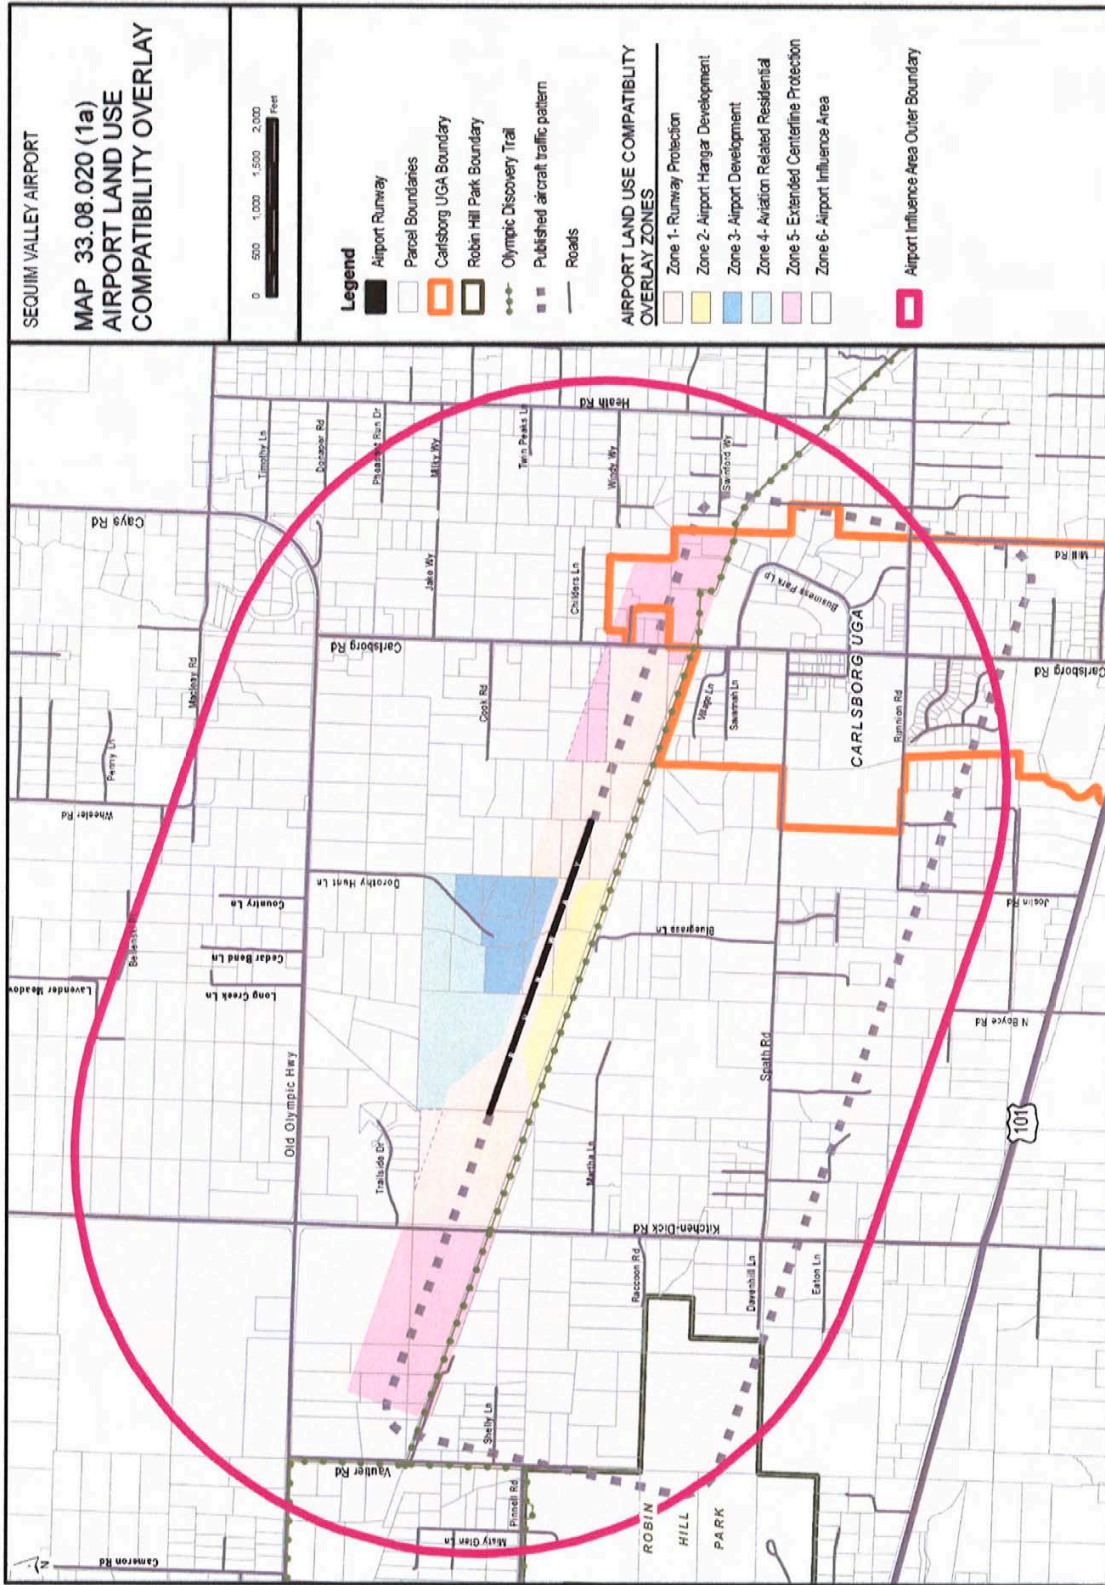 SEQUIM VALLEY AIRPORT
MAP 33.08.020 (1a)
AIRPORT LAND USE
COMPATIBILITY OVERLAY
0 500 1,000 1,500 2,000
Feet
Legend
Airport Runway
Parcel Boundaries
Carlsborg UGA Boundary
Robin Hill Park Boundary
Olympic Discovery Trail
Published aircraft traffic pattern
Roads
AIRPORT LAND USE COMPATIBLITY
OVERLAY ZONES
Zone 1- Runway Protection
Zone 2- Airport Hangar Development
Zone 3- Airport Development
Zone 4- Aviation Related Residential
Zone 5- Extended Centerline Protection
Zone 6- Airport Influence Area
Airport Influence Area Outer Boundary
N
Cameron Rd
Lavender Meadow
Bellenski Dr
Wheeler Rd
Penny Ln
Macleay Rd
Cays Rd
Timothy Ln
Donaper Rd
Pheasant Run Dr
Milky Wy
Twin Peaks Ln
Heath Rd
Windy Wy
Swinford Wy
Jake Wy
Childers Ln
Carlsborg Rd
Cook Rd
Country Ln
Cedar Bend Ln
Long Creek Ln
Old Olympic Hwy
Dorothy Hunt Ln
Trailside Dr
Vautier Rd
Shelly Ln
Pinnell Rd
Misty Glen Ln
Martha Ln
Kitchen-Dick Rd
Raccoon Rd
Davenhill Ln
Eaton Ln
Bluegrass Ln
Spath Rd
Village Ln
Savannah Ln
Business Park Lp
CARLSBORG UGA
Runnion Rd
Mill Rd
Carlsborg Rd
Joslin Rd
N Boyce Rd
101
ROBIN
HILL
PARK